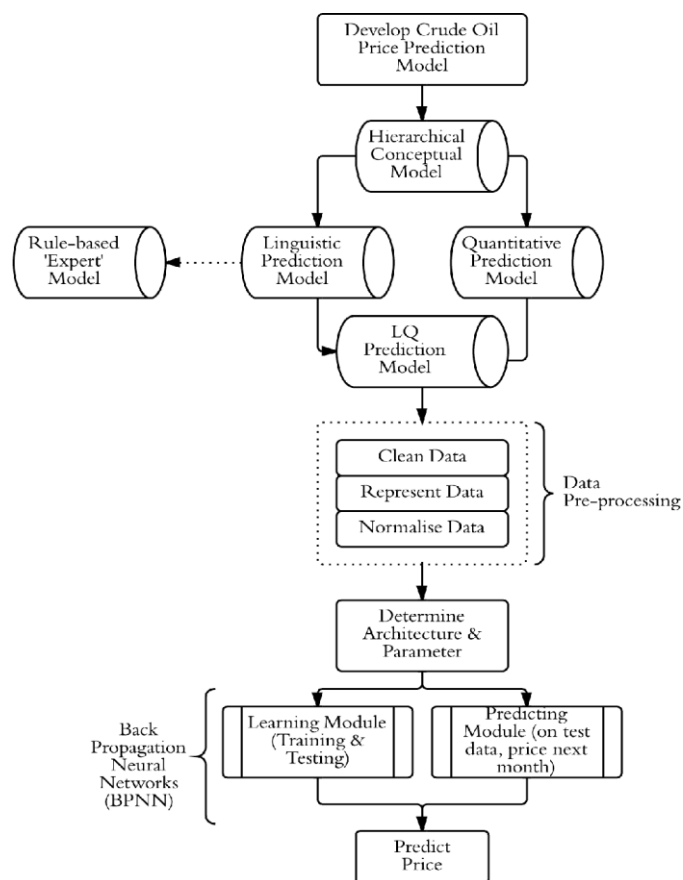 Develop Crude Oil
Price Prediction
Model
Hierarchical
Conceptual
Model
Rule-based
'Expert'
Model
Linguistic
Prediction
Model
Quantitative
Prediction
Model
LQ
Prediction
Model
Clean Data
Represent Data
Normalise Data
Data
Pre-processing
Determine
Architecture &
Parameter
Back
Propagation
Neural
Networks
(BPNN)
Learning Module
(Training &
Testing)
Predicting
Module (on test
data, price next
month)
Predict
Price